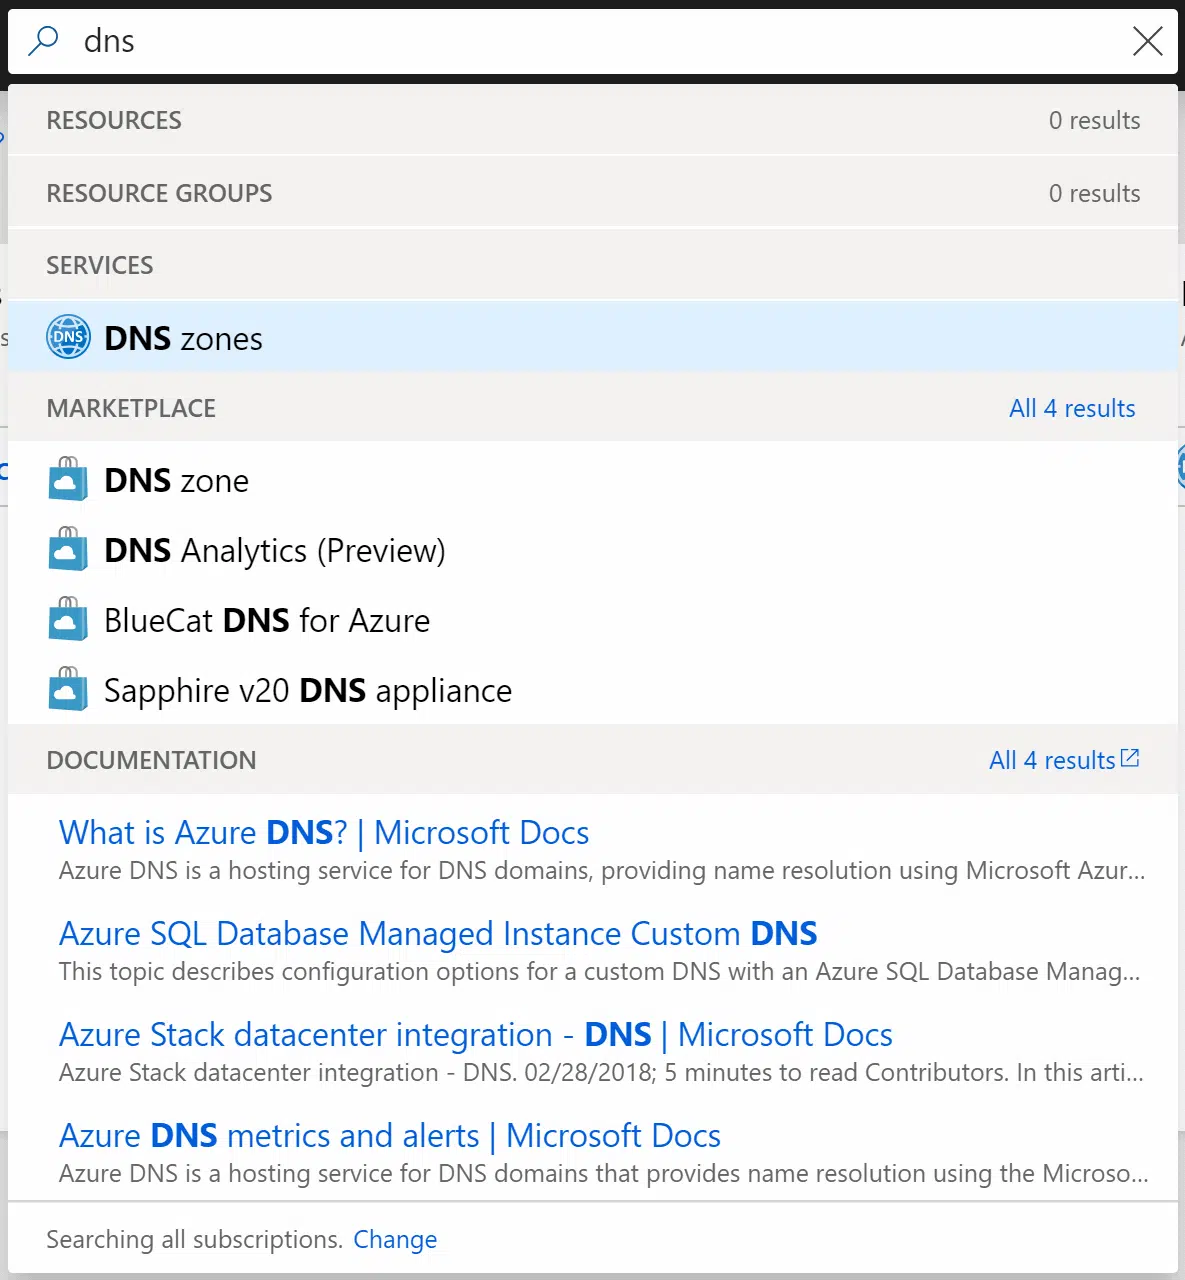 dns
RESOURCES 0 results
RESOURCE GROUPS 0 results
SERVICES
DNS DNS zones
MARKETPLACE All 4 results
DNS zone
DNS Analytics (Preview)
BlueCat DNS for Azure
Sapphire v20 DNS appliance
DOCUMENTATION All 4 results
What is Azure DNS? | Microsoft Docs
Azure DNS is a hosting service for DNS domains, providing name resolution using Microsoft Azur...
Azure SQL Database Managed Instance Custom DNS
This topic describes configuration options for a custom DNS with an Azure SQL Database Manag...
Azure Stack datacenter integration - DNS | Microsoft Docs
Azure Stack datacenter integration - DNS. 02/28/2018; 5 minutes to read Contributors. In this arti...
Azure DNS metrics and alerts | Microsoft Docs
Azure DNS is a hosting service for DNS domains that provides name resolution using the Microso...
Searching all subscriptions. Change